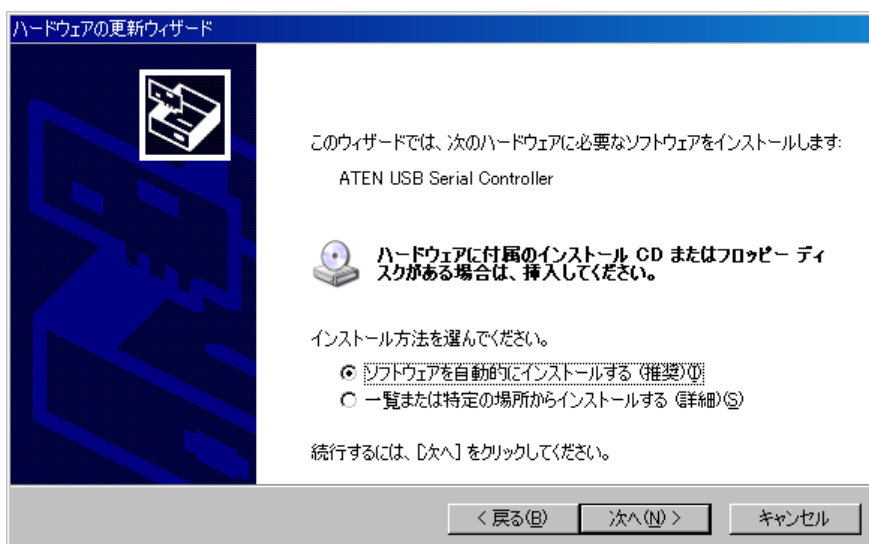 ハードウェアの更新ウィザード
このウィザードでは、次のハードウェアに必要なソフトウェアをインストールします:
ATEN USB Serial Controller
ハードウェアに付属のインストール CD またはフロッピー ディ
スクがある場合は、挿入してください。
インストール方法を選んでください。
ソフトウェアを自動的にインストールする (推奨)(I)
一覧または特定の場所からインストールする (詳細)(S)
続行するには、[次へ] をクリックしてください。
< 戻る(B)
次へ(N) >
キャンセル